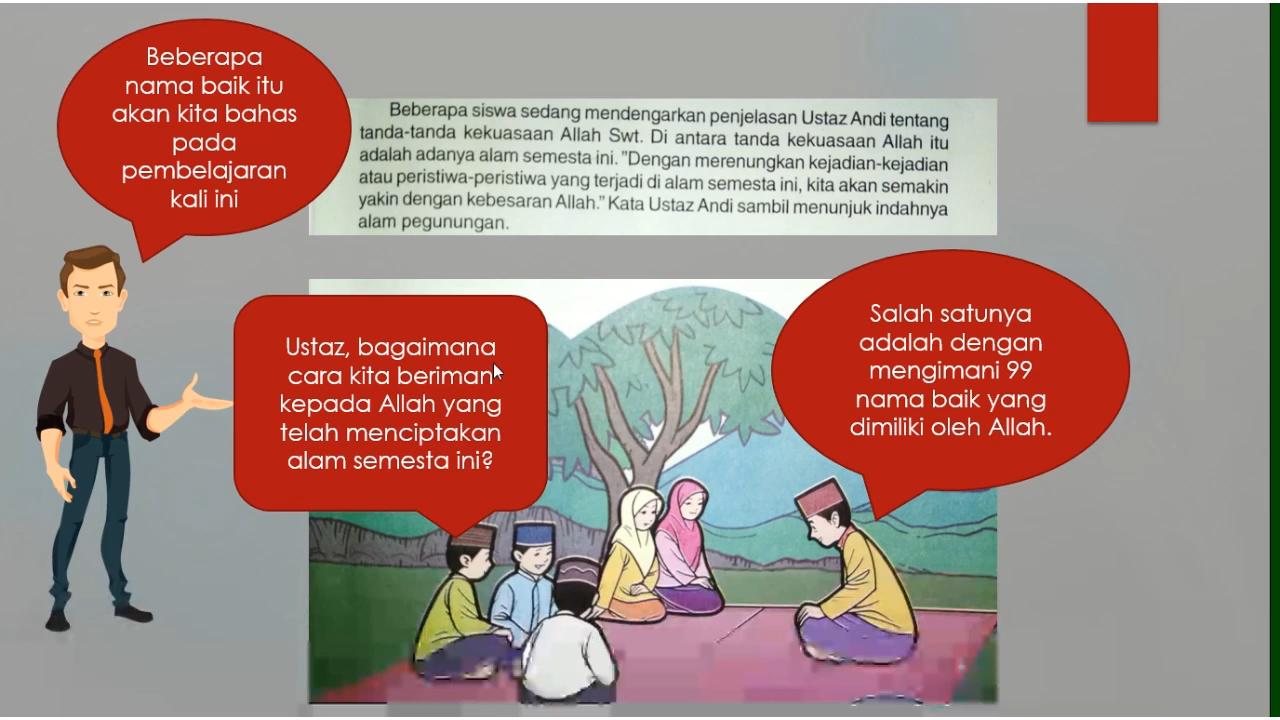 Beberapa
nama baik itu
akan kita bahas
pada
pembelajaran
kali ini
Beberapa siswa sedang mendengarkan penjelasan Ustaz Andi tentang
tanda-tanda kekuasaan Allah Swt. Di antara tanda kekuasaan Allah itu
adalah adanya alam semesta ini. "Dengan merenungkan kejadian-kejadian
atau peristiwa-peristiwa yang terjadi di alam semesta ini, kita akan semakin
yakin dengan kebesaran Allah." Kata Ustaz Andi sambil menunjuk indahnya
alam pegunungan.
Ustaz, bagaimana
cara kita beriman
kepada Allah yang
telah menciptakan
alam semesta ini?
Salah satunya
adalah dengan
mengimani 99
nama baik yang
dimiliki oleh Allah.